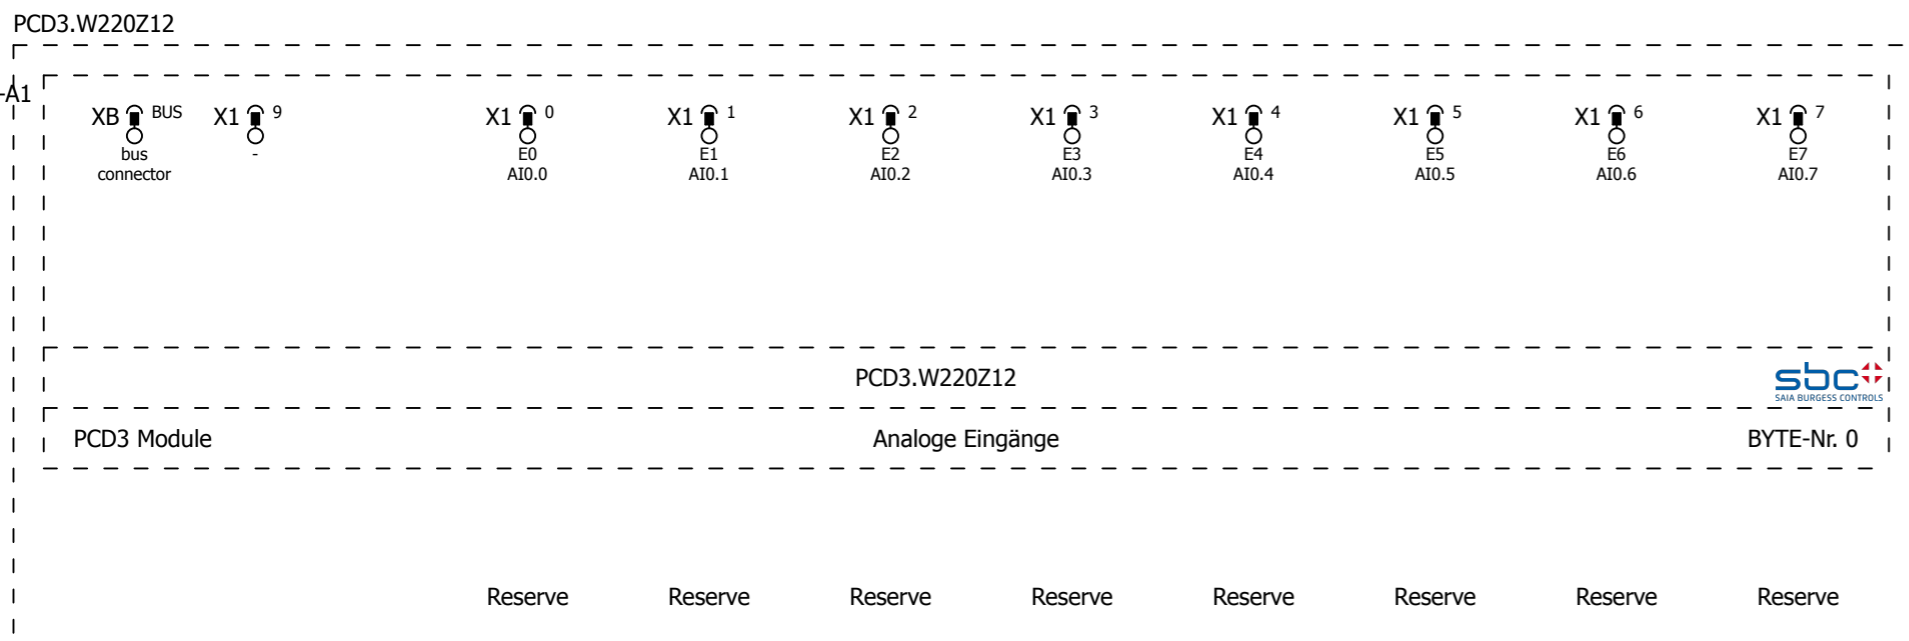 PCD3.W220Z12
-A1
XB BUS X1 9 X1 0 X1 1 X1 2 X1 3 X1 4 X1 5 X1 6 X1 7
bus - E0 E1 E2 E3 E4 E5 E6 E7
connector AI0.0 AI0.1 AI0.2 AI0.3 AI0.4 AI0.5 AI0.6 AI0.7
PCD3.W220Z12 sbc
SAIA BURGESS CONTROLS
PCD3 Module Analoge Eingänge BYTE-Nr. 0
Reserve Reserve Reserve Reserve Reserve Reserve Reserve Reserve